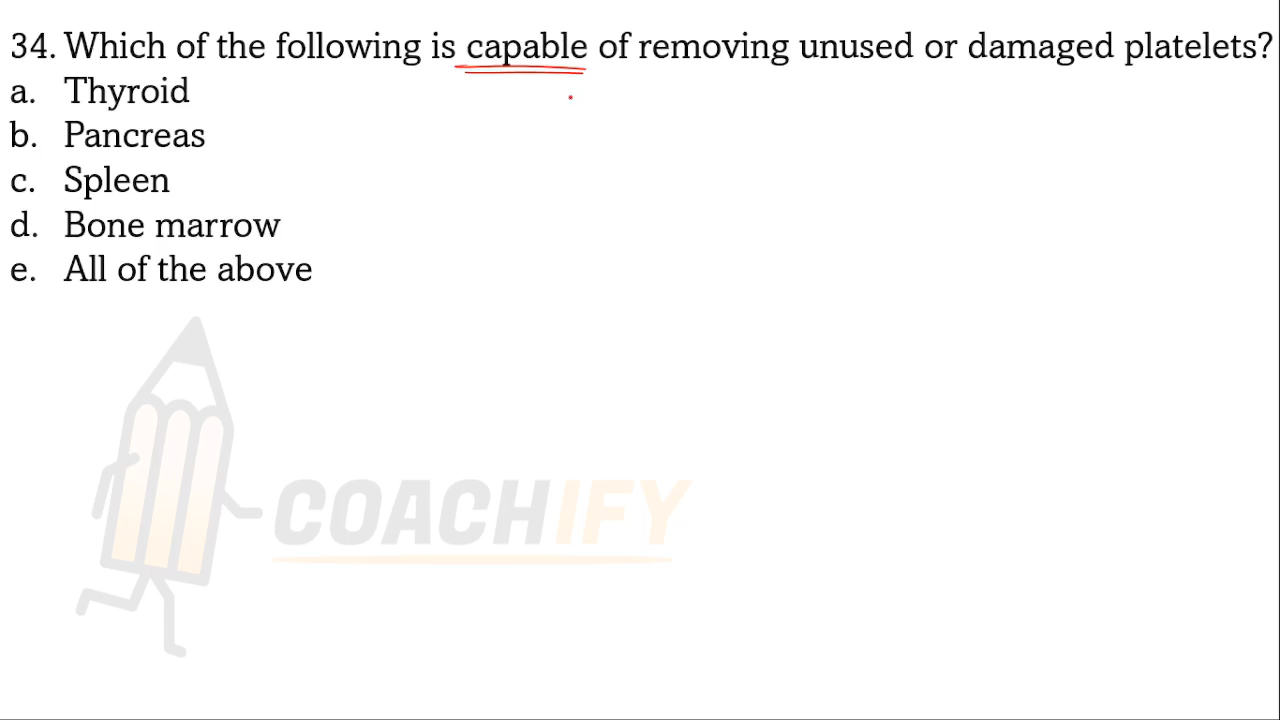 34. Which of the following is capable of removing unused or damaged platelets?
a. Thyroid
b. Pancreas
c. Spleen
d. Bone marrow
e. All of the above
COACHIFY